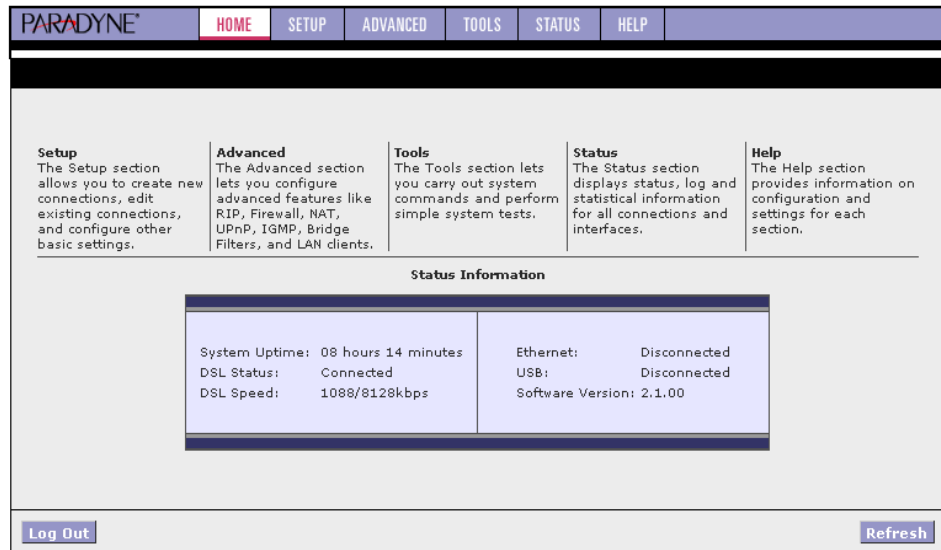 PARADYNE®
HOME SETUP ADVANCED TOOLS STATUS HELP
Setup
The Setup section
allows you to create new
connections, edit
existing connections,
and configure other
basic settings.
Advanced
The Advanced section
lets you configure
advanced features like
RIP, Firewall, NAT,
UPnP, IGMP, Bridge
Filters, and LAN clients.
Tools
The Tools section lets
you carry out system
commands and perform
simple system tests.
Status
The Status section
displays status, log and
statistical information
for all connections and
interfaces.
Help
The Help section
provides information on
configuration and
settings for each
section.
Status Information
System Uptime: 08 hours 14 minutes
DSL Status: Connected
DSL Speed: 1088/8128kbps
Ethernet: Disconnected
USB: Disconnected
Software Version: 2.1.00
Log Out
Refresh